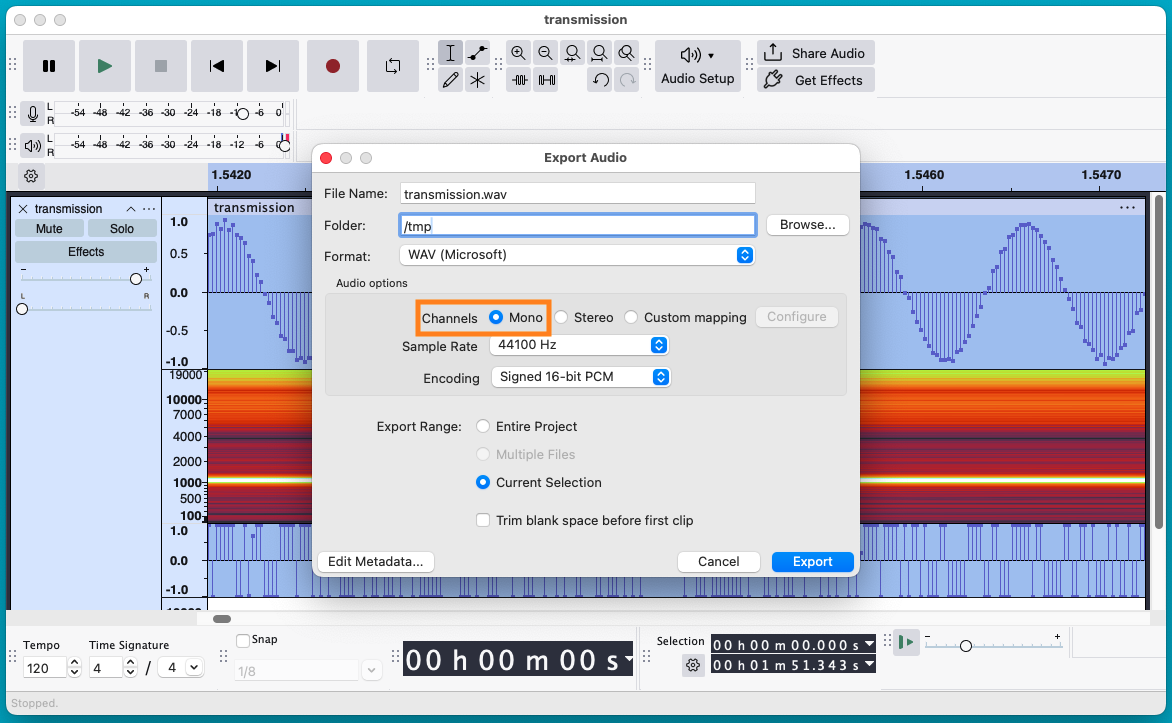 transmission
Share Audio
Audio Setup
Get Effects
L
R
-54 -48 -42 -36 -30 -24 -18 -6 0
L
R
-54 -48 -42 -36 -30 -24 -18 -12 -6
1.5420 1.5460 1.5470
transmission
Mute Solo
Effects
- +
L R
1.0
0.5
0.0
-0.5
-1.0
19000
10000
7000
4000
2000
1000
500
100
1.0
0.0
-1.0
transmission
Export Audio
File Name: transmission.wav
Folder: /tmp Browse...
Format: WAV (Microsoft)
Audio options
Channels Mono Stereo Custom mapping Configure
Sample Rate 44100 Hz
Encoding Signed 16-bit PCM
Export Range: Entire Project
Multiple Files
Current Selection
Trim blank space before first clip
Edit Metadata... Cancel Export
Tempo Time Signature
120 4 / 4
Snap
1/8
00 h 00 m 00 s
Selection
00 h 00 m 00.000 s
00 h 01 m 51.343 s
- +
Stopped.